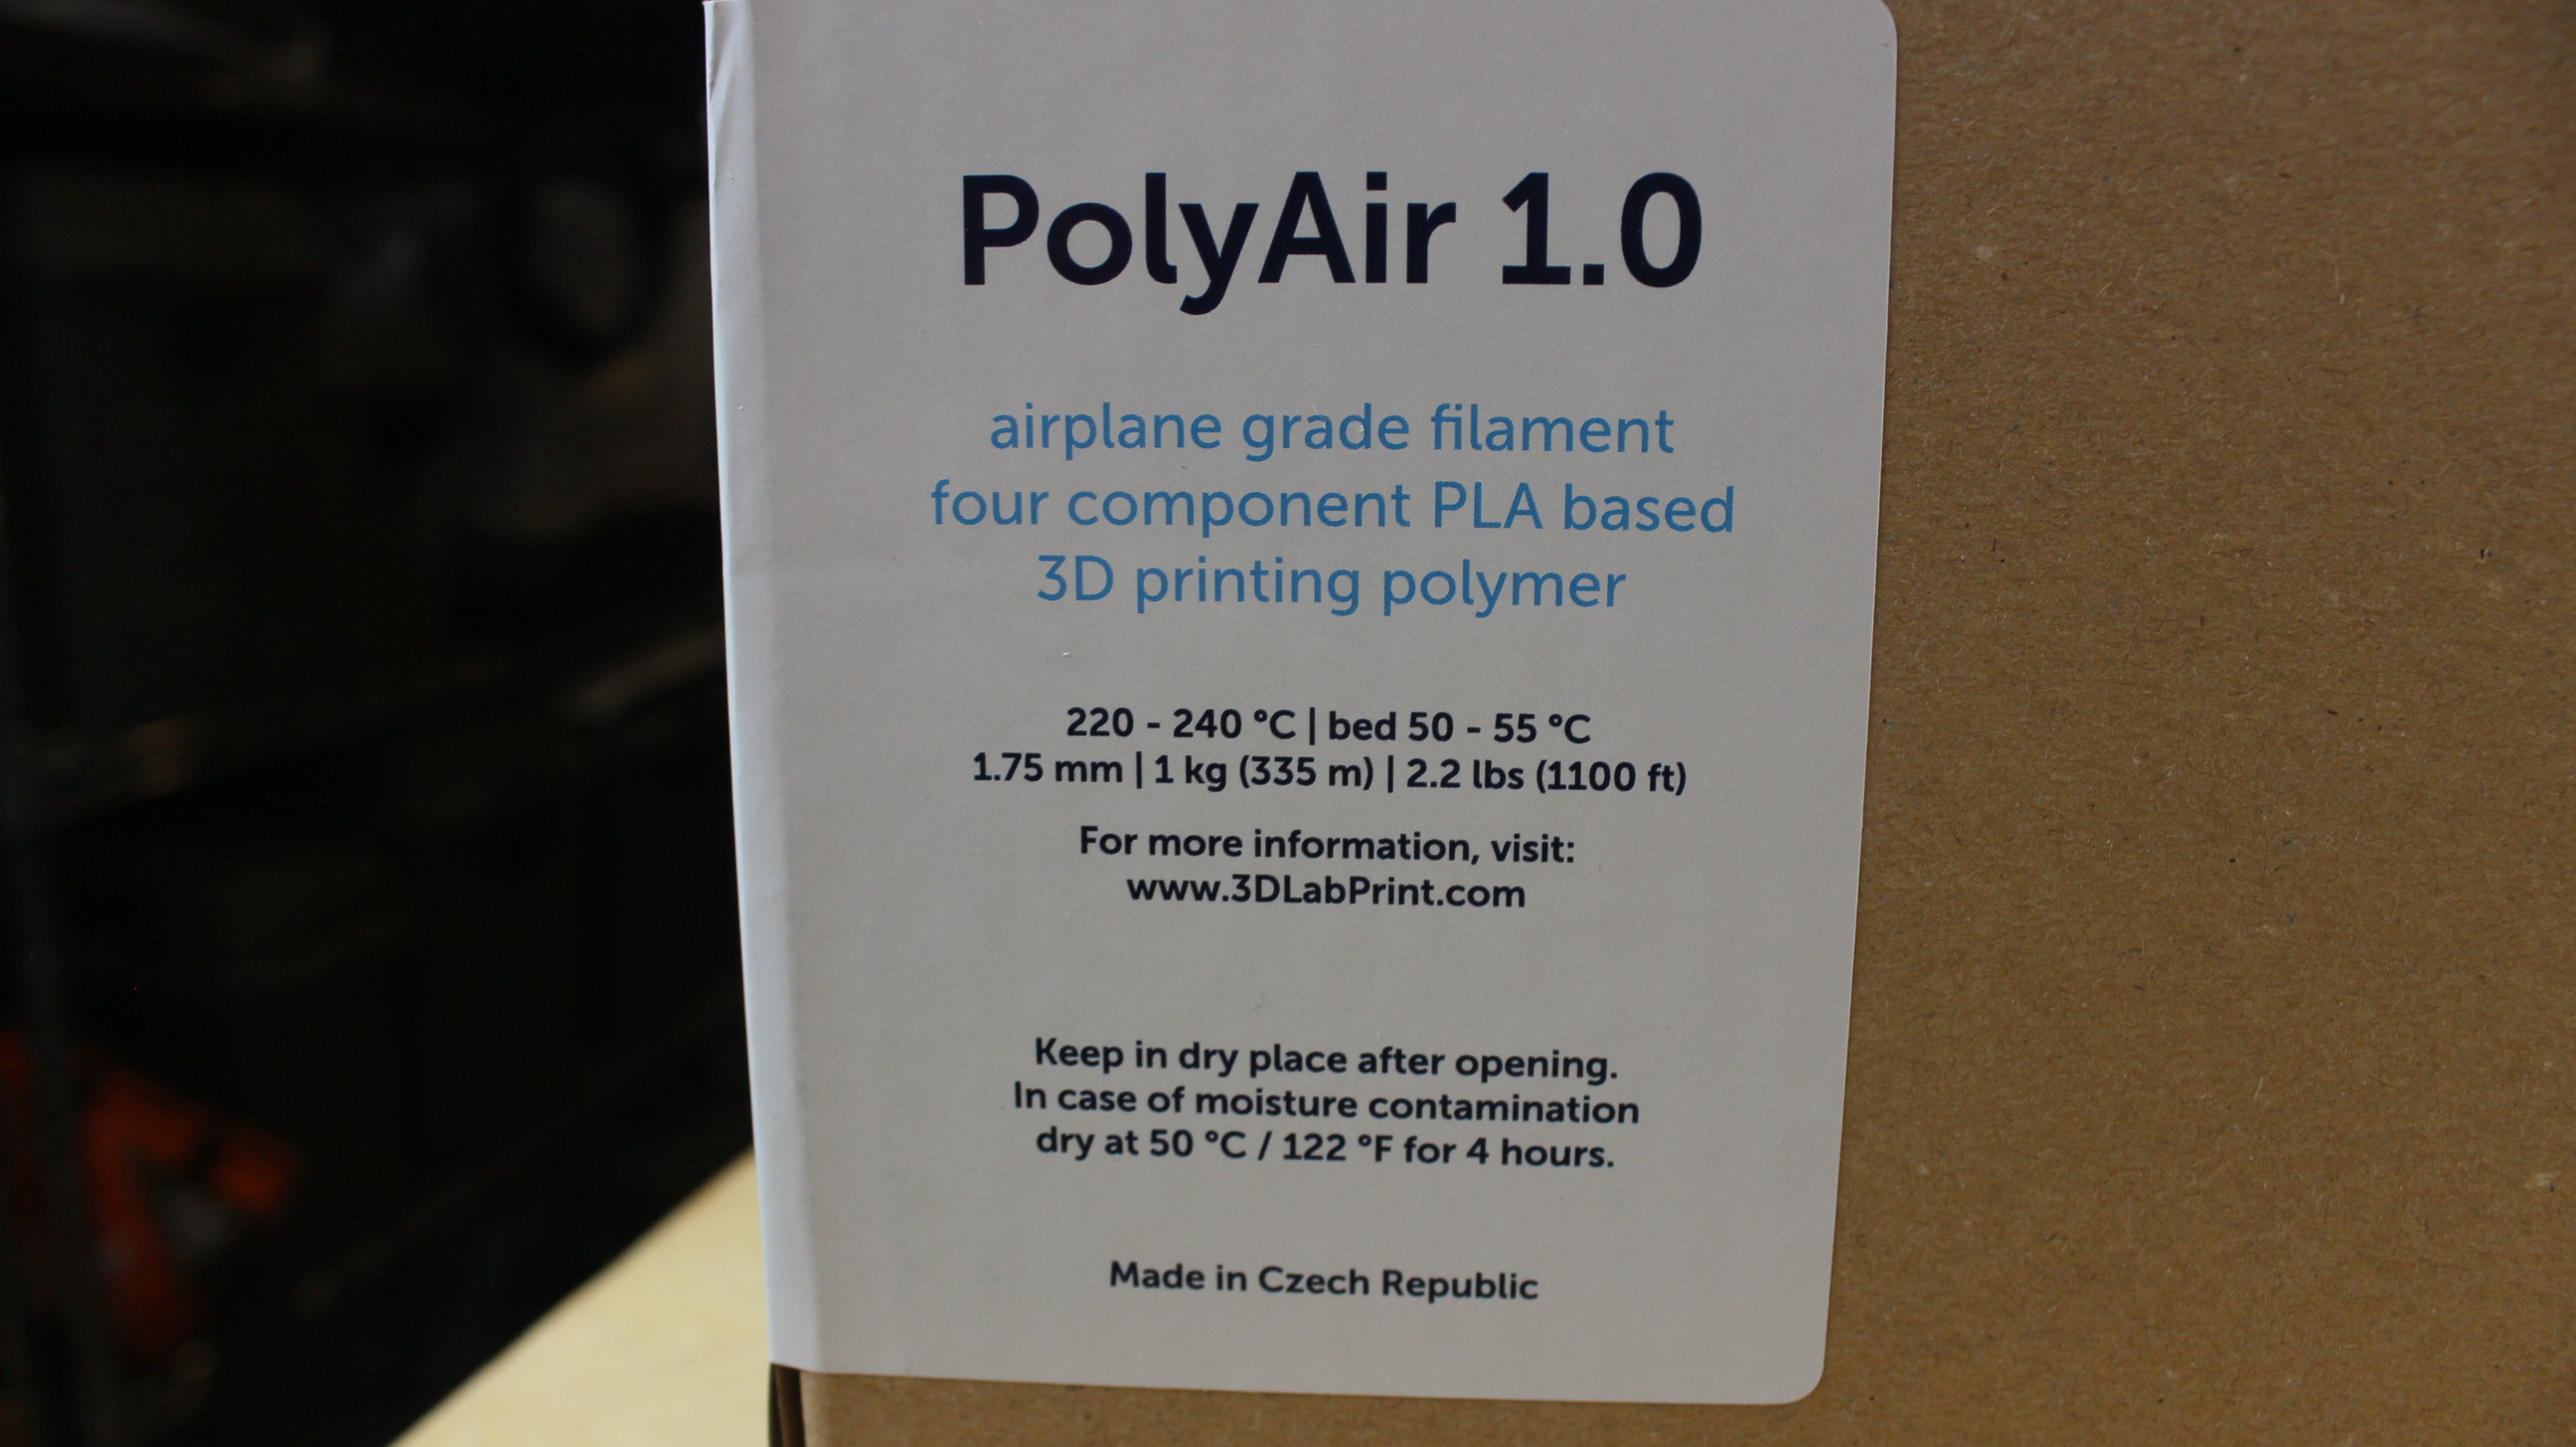 PolyAir 1.0
airplane grade filament
four component PLA based
3D printing polymer
220 - 240 °C | bed 50 - 55 °C
1.75 mm | 1 kg (335 m) | 2.2 lbs (1100 ft)
For more information, visit:
www.3DLabPrint.com
Keep in dry place after opening.
In case of moisture contamination
dry at 50 °C / 122 °F for 4 hours.
Made in Czech Republic